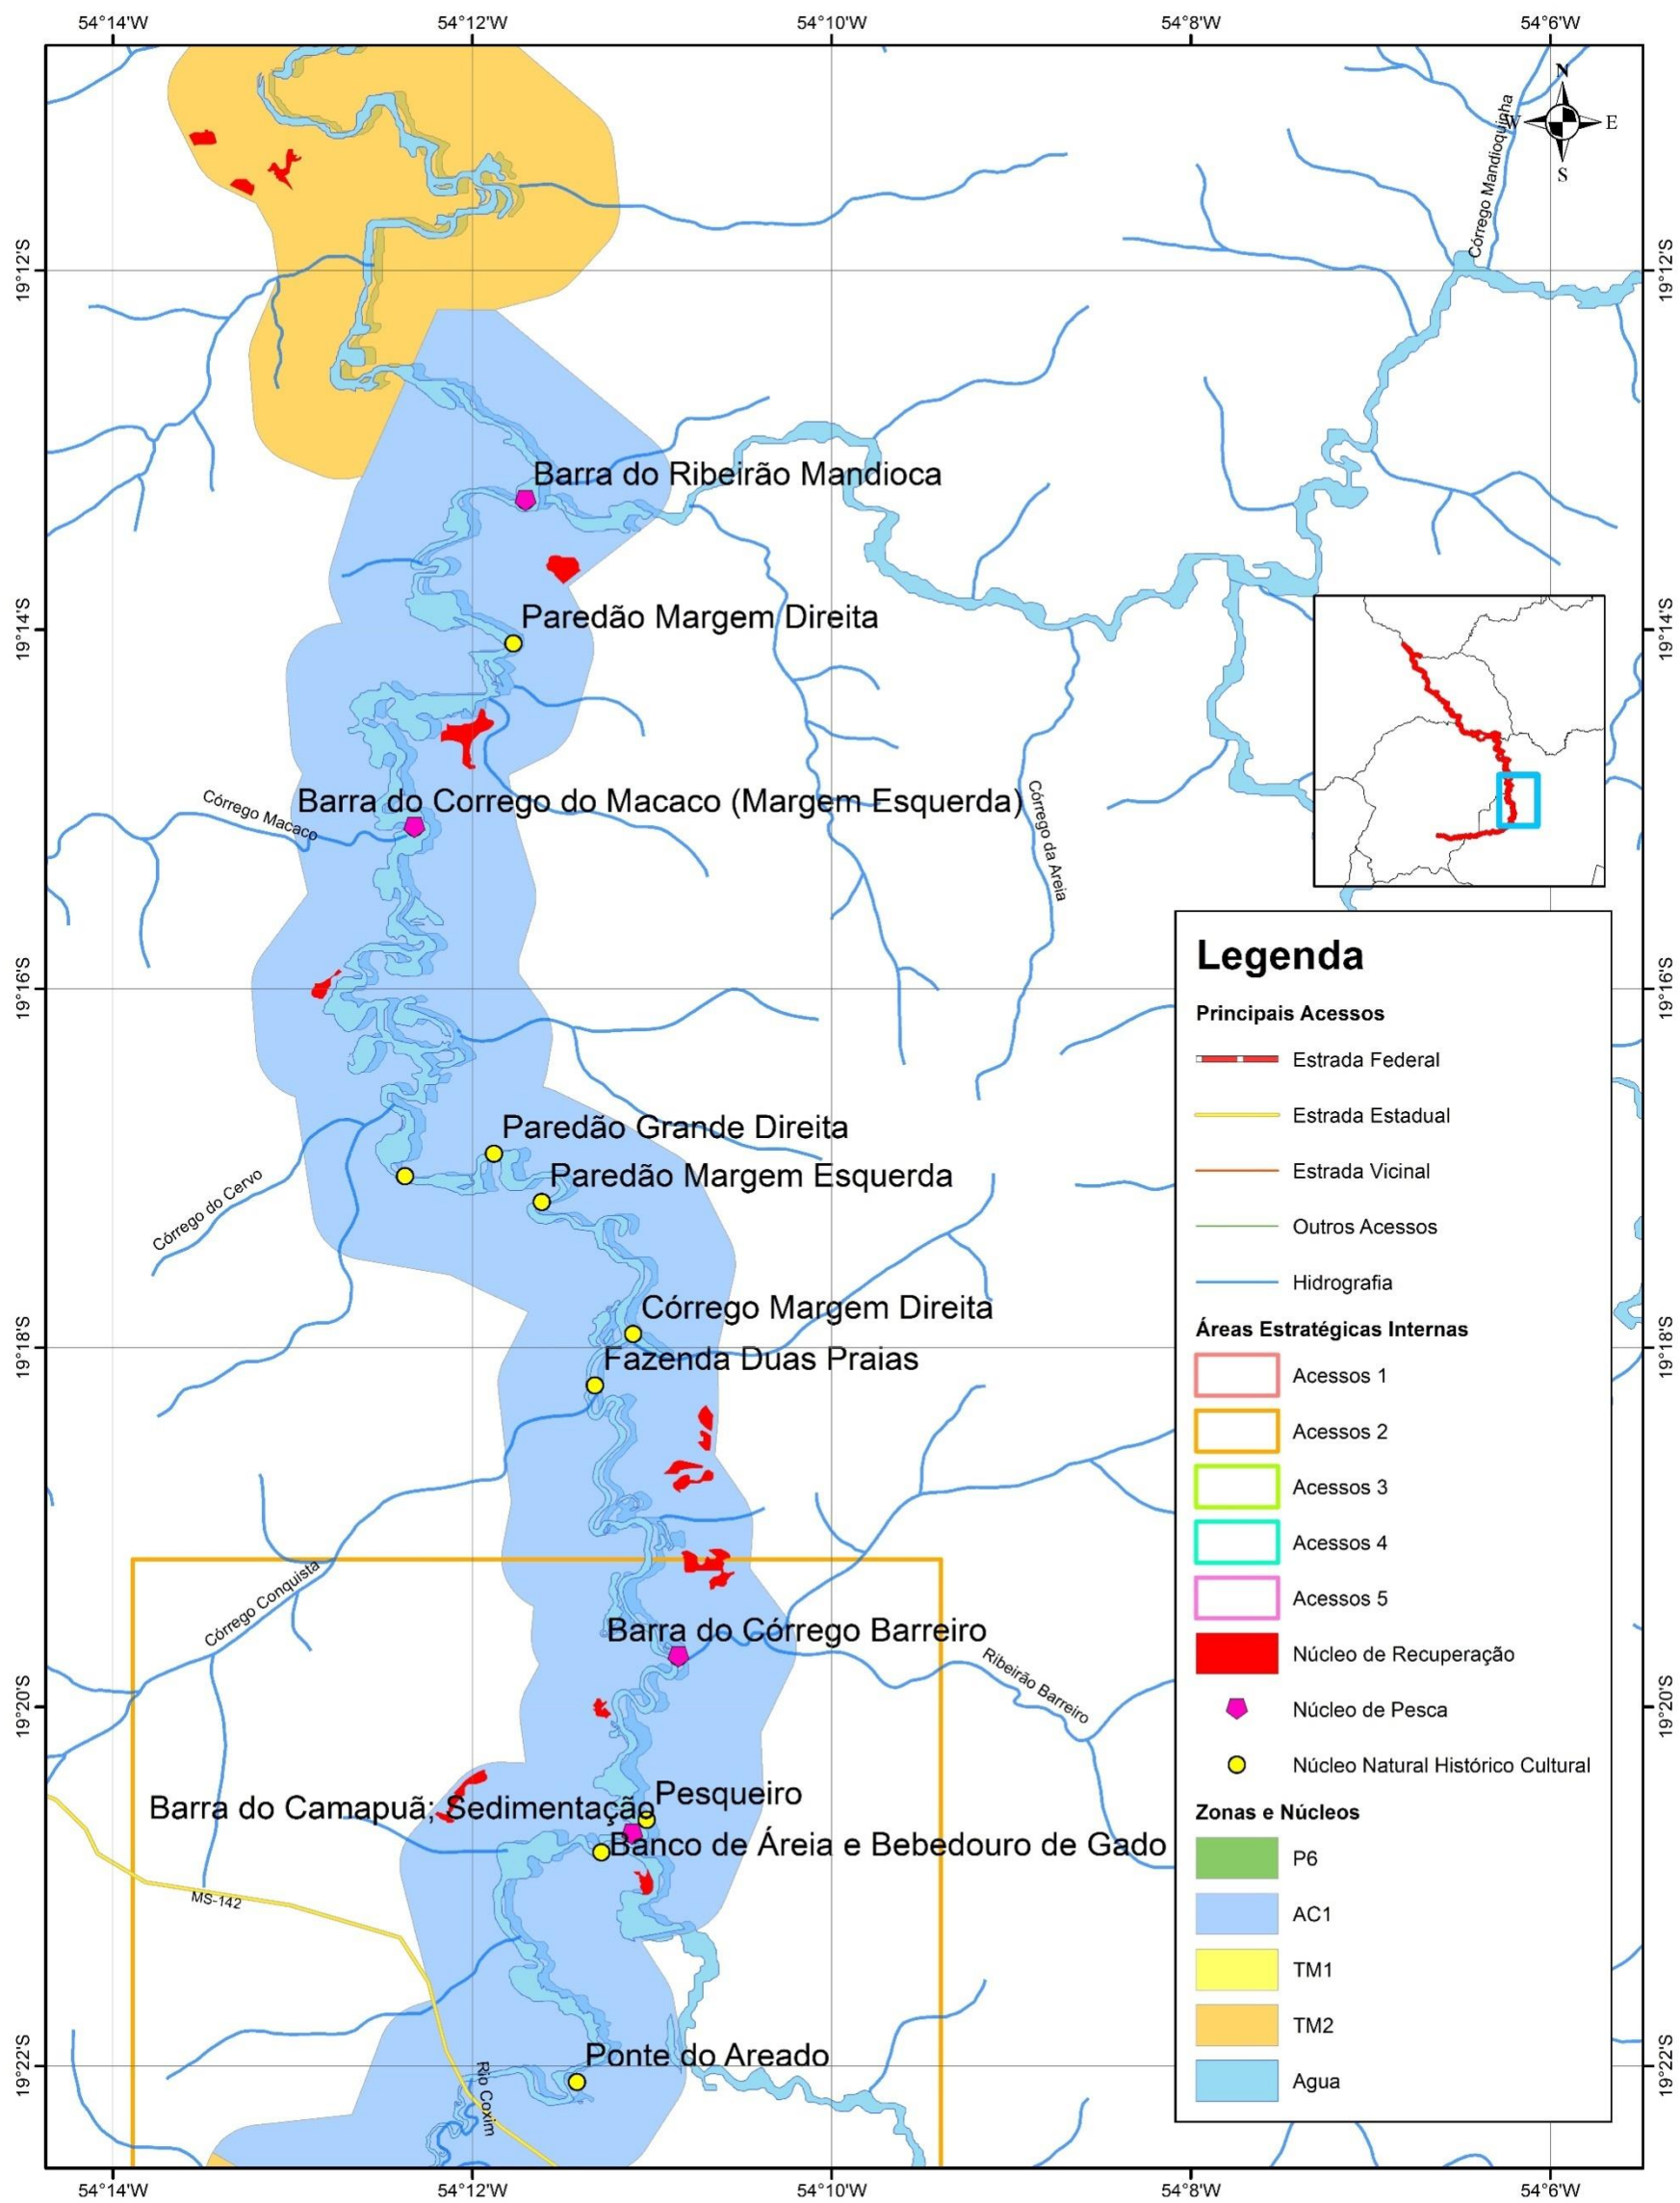 54°14'W 54°12'W 54°10'W 54°8'W 54°6'W
N
W E
S
Córrego Mandioquinha
19°12'S 19°12'S
Barra do Ribeirão Mandioca
19°14'S 19°14'S
Paredão Margem Direita
Córrego Macaco
Barra do Corrego do Macaco (Margem Esquerda)
Córrego da Areia
19°16'S 19°16'S
Paredão Grande Direita
Paredão Margem Esquerda
Córrego do Cervo
Córrego Margem Direita
19°18'S 19°18'S
Fazenda Duas Praias
Córrego Conquista
Barra do Córrego Barreiro
Ribeirão Barreiro
19°20'S 19°20'S
Pesqueiro
Barra do Camapuã; Sedimentação
Banco de Áreia e Bebedouro de Gado
MS-142
Ponte do Areado
19°22'S 19°22'S
Rio Coxim
Legenda
Principais Acessos
Estrada Federal
Estrada Estadual
Estrada Vicinal
Outros Acessos
Hidrografia
Áreas Estratégicas Internas
Acessos 1
Acessos 2
Acessos 3
Acessos 4
Acessos 5
Núcleo de Recuperação
Núcleo de Pesca
Núcleo Natural Histórico Cultural
Zonas e Núcleos
P6
AC1
TM1
TM2
Agua
54°14'W 54°12'W 54°10'W 54°8'W 54°6'W